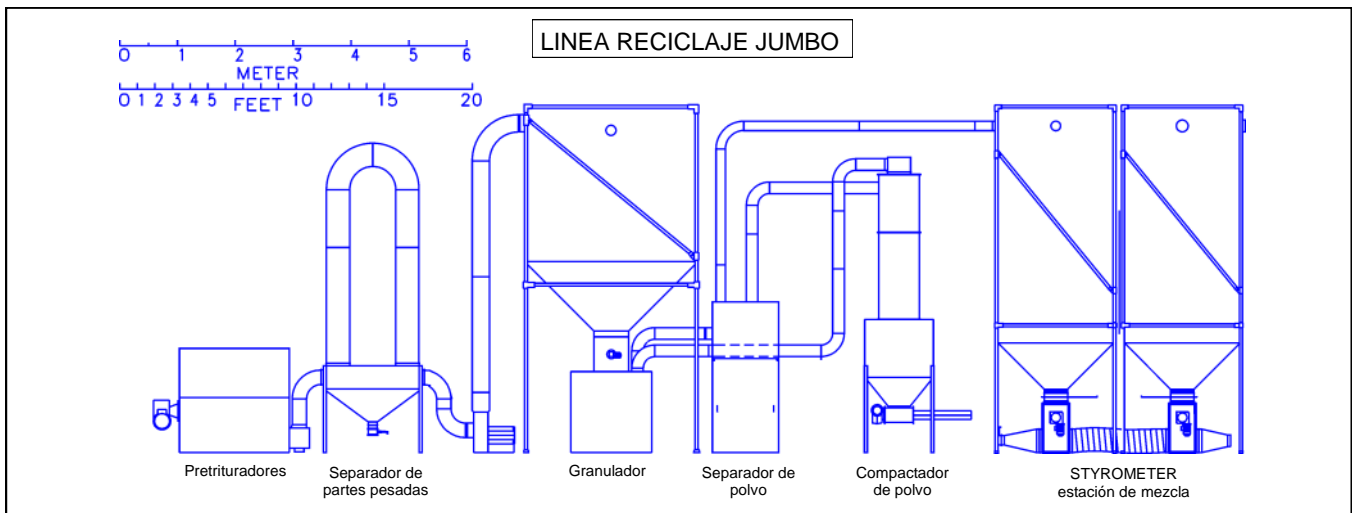 LINEA RECICLAJE JUMBO
0 1 2 3 4 5 6
METER
0 1 2 3 4 5 FEET 10 15 20
Pretrituradores
Separador de
partes pesadas
Granulador
Separador de
polvo
Compactador
de polvo
STYROMETER
estación de mezcla